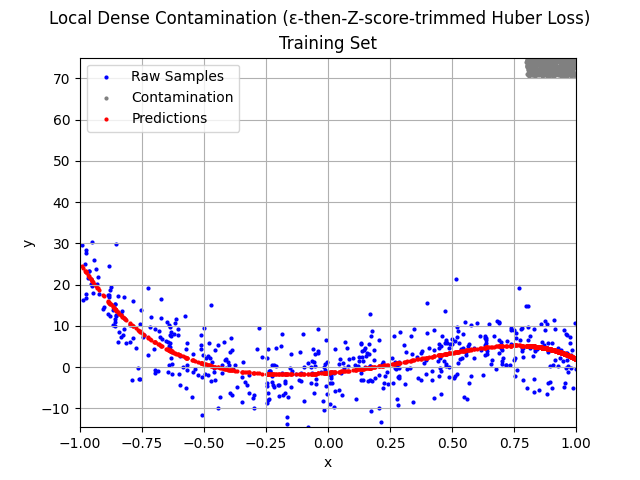 Local Dense Contamination (ε-then-Z-score-trimmed Huber Loss)
Training Set
Raw Samples
Contamination
Predictions
70
60
50
40
30
20
10
0
−10
y
−1.00 −0.75 −0.50 −0.25 0.00 0.25 0.50 0.75 1.00
x